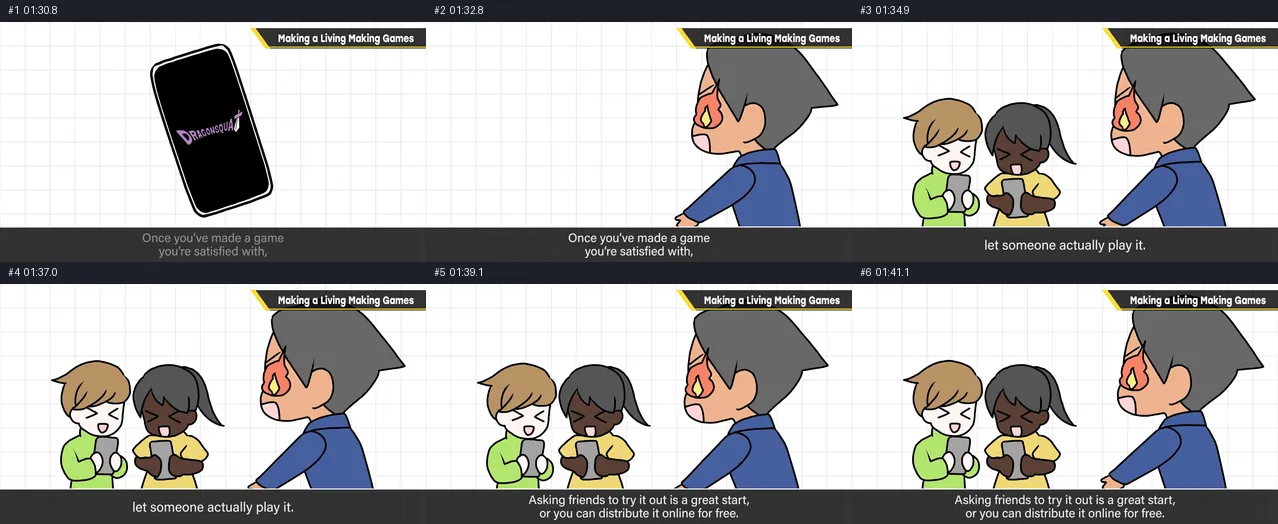 #1 01:30.8
Making a Living Making Games
DRAGONSQUAT
Once you've made a game
you're satisfied with,
#2 01:32.8
Making a Living Making Games
Once you've made a game
you're satisfied with,
#3 01:34.9
Making a Living Making Games
let someone actually play it.
#4 01:37.0
Making a Living Making Games
let someone actually play it.
#5 01:39.1
Making a Living Making Games
Asking friends to try it out is a great start,
or you can distribute it online for free.
#6 01:41.1
Making a Living Making Games
Asking friends to try it out is a great start,
or you can distribute it online for free.